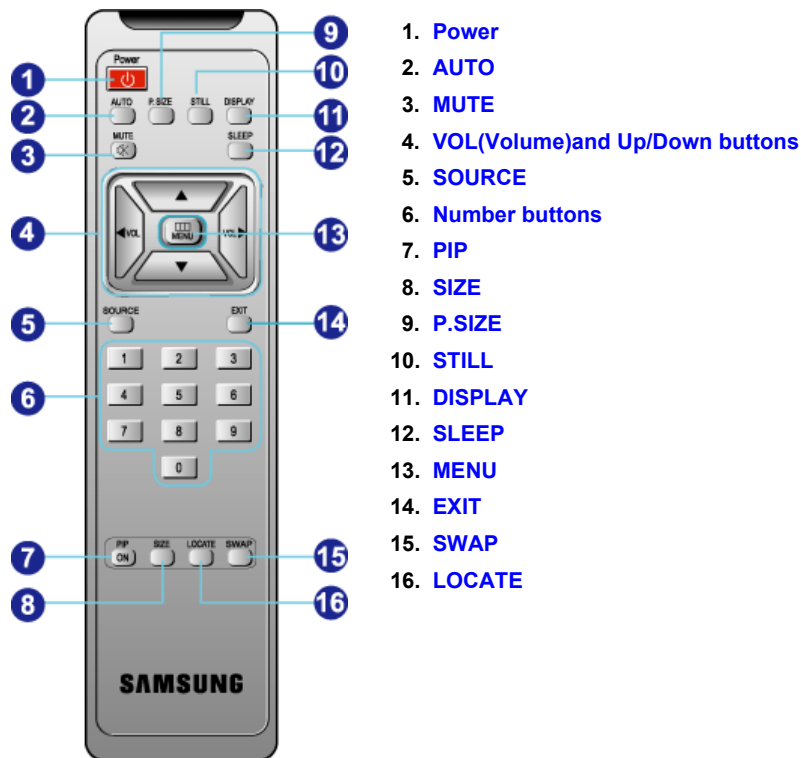 Power
AUTO P.SIZE STILL DISPLAY
MUTE SLEEP
VOL MENU VOL
SOURCE EXIT
1 2 3
4 5 6
7 8 9
0
PIP SIZE LOCATE SWAP
ON
SAMSUNG
1
2
3
4
5
6
7
8
9
10
11
12
13
14
15
16
1. Power
2. AUTO
3. MUTE
4. VOL(Volume)and Up/Down buttons
5. SOURCE
6. Number buttons
7. PIP
8. SIZE
9. P.SIZE
10. STILL
11. DISPLAY
12. SLEEP
13. MENU
14. EXIT
15. SWAP
16. LOCATE